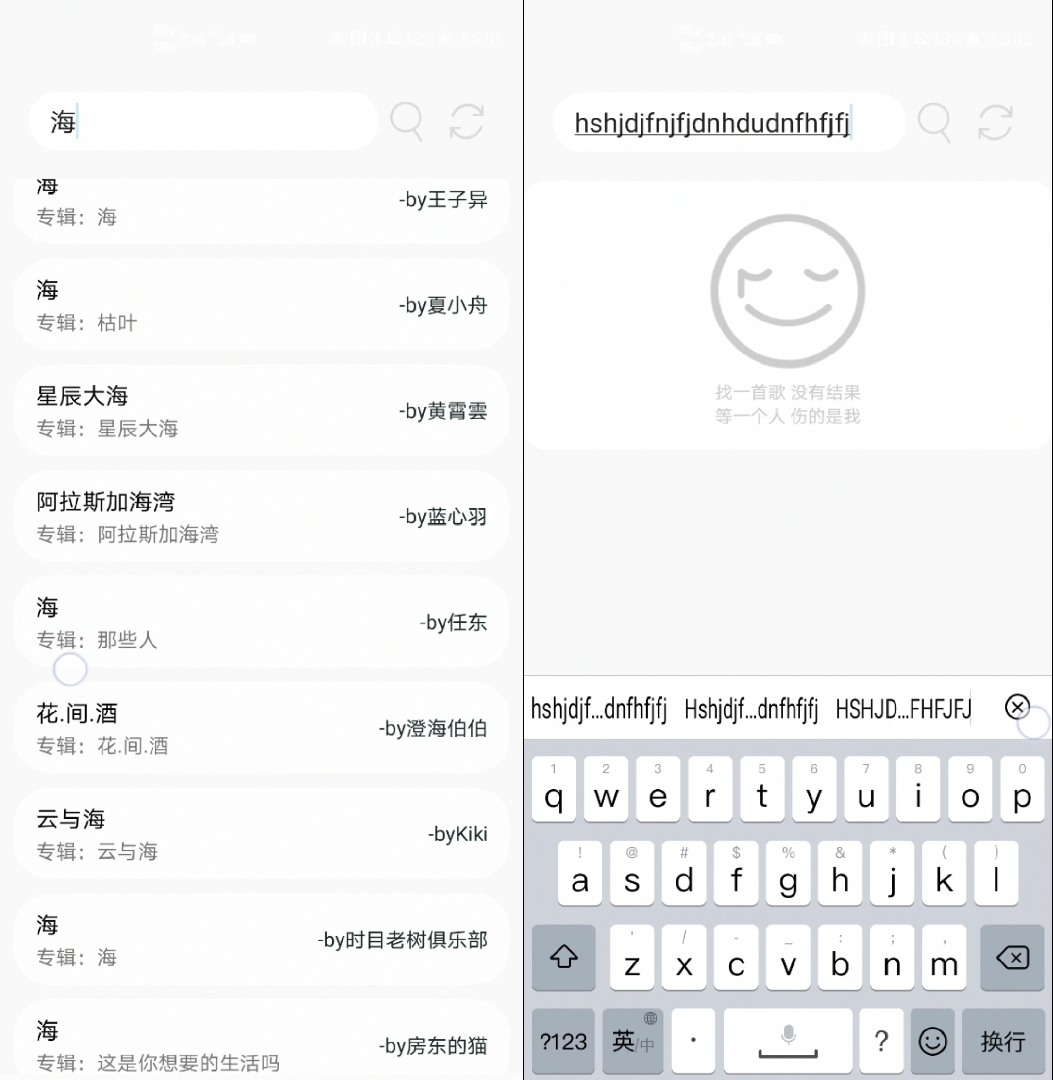 海
海
专辑：海
-by王子异
海
专辑：枯叶
-by夏小舟
星辰大海
专辑：星辰大海
-by黄霄雲
阿拉斯加海湾
专辑：阿拉斯加海湾
-by蓝心羽
海
专辑：那些人
-by任东
花.间.酒
专辑：花.间.酒
-by澄海伯伯
云与海
专辑：云与海
-byKiki
海
专辑：海
-by时目老树俱乐部
海
专辑：这是你想要的生活吗
-by房东的猫
hshjdjfnjfjdnhdudnfhfjfj
找一首歌 没有结果
等一个人 伤的是我
hshjdjf...dnfhfjfj Hshjdjf...dnfhfjfj HSHJD...FHFJFJ
1 2 3 4 5 6 7 8 9 0
q w e r t y u i o p
! @ # $ % & * ( )
a s d f g h j k l
' / - _ : ; ,
z x c v b n m
?123 英/中 · ? 换行